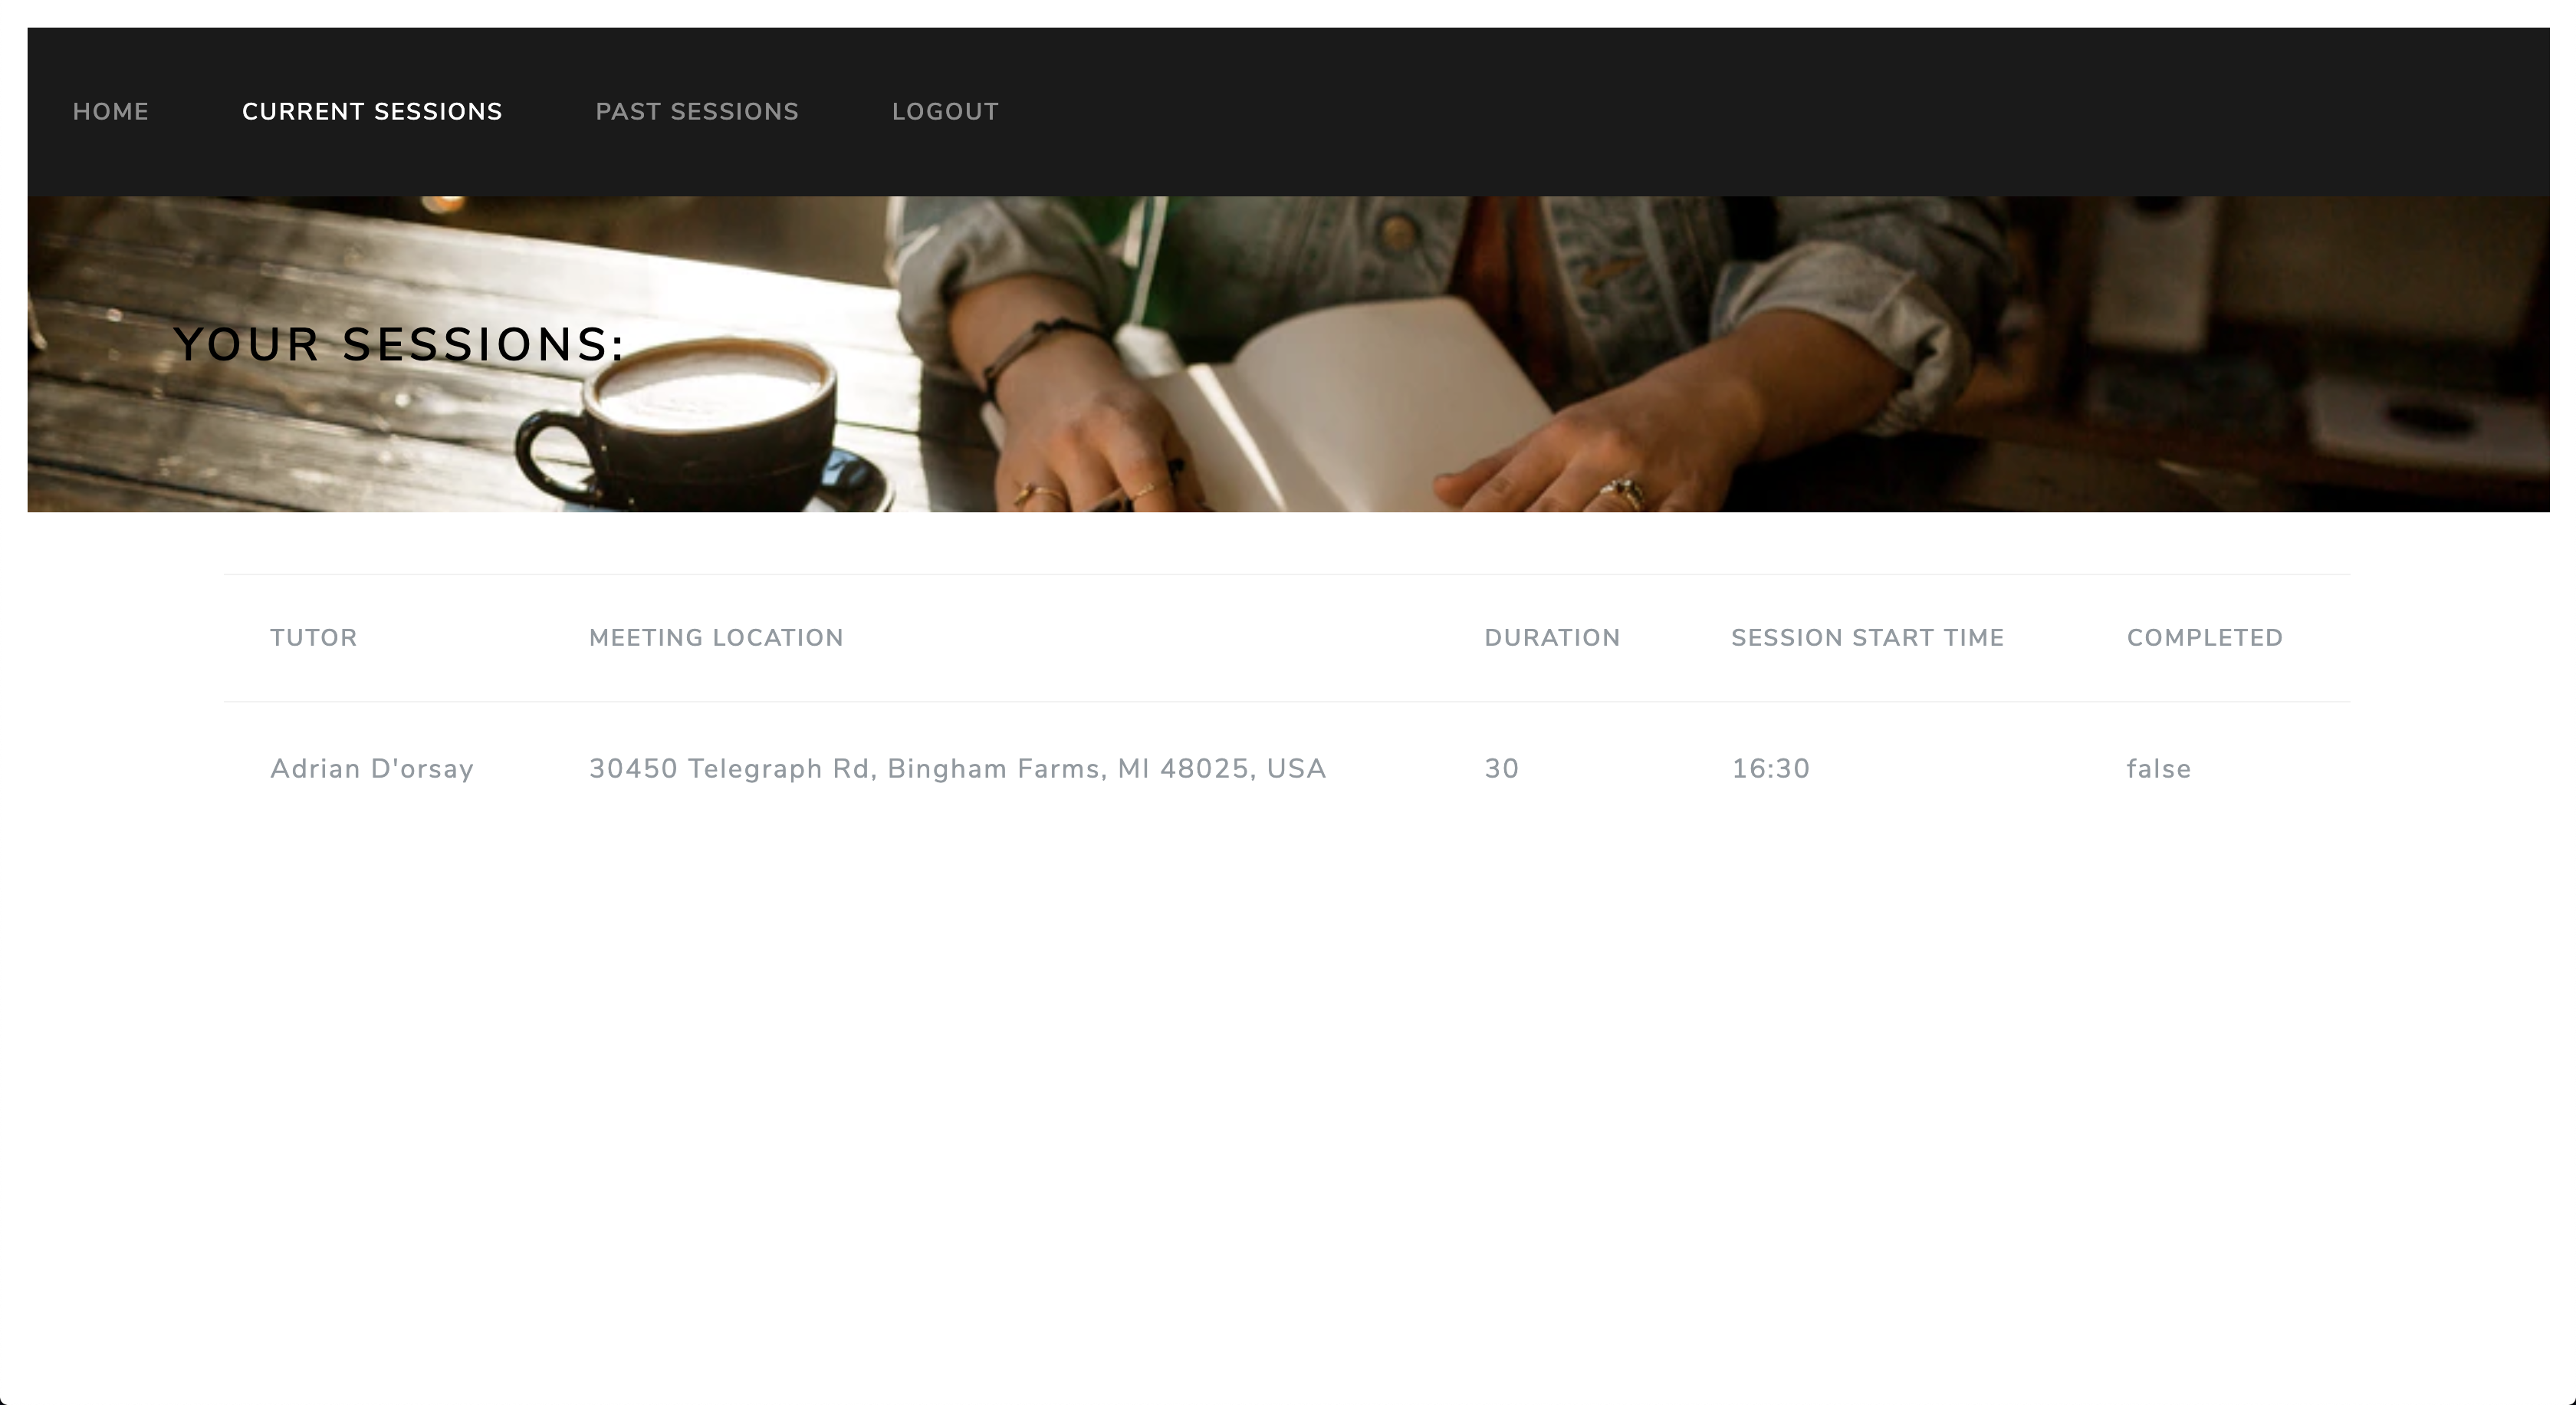 HOME CURRENT SESSIONS PAST SESSIONS LOGOUT
YOUR SESSIONS:
TUTOR MEETING LOCATION DURATION SESSION START TIME COMPLETED
Adrian D'orsay 30450 Telegraph Rd, Bingham Farms, MI 48025, USA 30 16:30 false